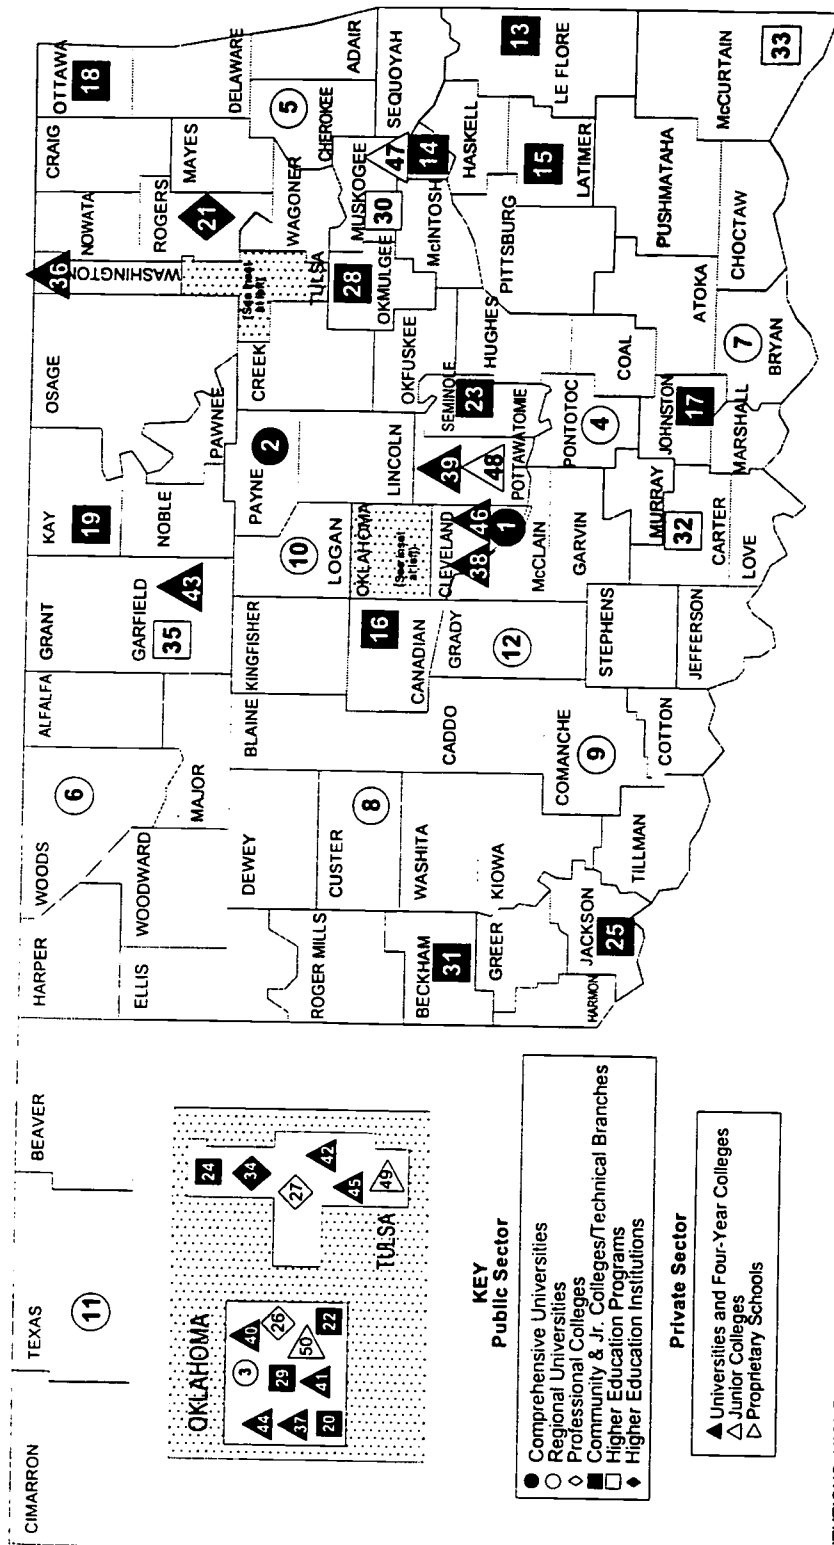 CIMARRON
TEXAS
11
BEAVER
HARPER
WOODS
6
ALFALFA
GRANT
KAY
19
OSAGE
WASHINGTON
36
NOWATA
CRAIG
OTTAWA
18
ELLIS
WOODWARD
MAJOR
GARFIELD
35
43
NOBLE
PAWNEE
ROGERS
21
MAYES
DELAWARE
ROGER MILLS
DEWEY
BLAINE
KINGFISHER
LOGAN
10
PAYNE
2
CREEK
TULSA
[See inset
at left]
WAGONER
CHEROKEE
5
ADAIR
CUSTER
8
CANADIAN
16
OKLAHOMA
[See inset
at left]
LINCOLN
OKFUSKEE
OKMULGEE
28
MUSKOGEE
30
47
SEQUOYAH
BECKHAM
31
WASHITA
CADDO
GRADY
12
CLEVELAND
38
46
1
POTTAWATOMIE
39
48
SEMINOLE
23
HUGHES
McINTOSH
14
HASKELL
LE FLORE
13
GREER
KIOWA
COMANCHE
9
McCLAIN
GARVIN
PONTOTOC
4
PITTSBURG
LATIMER
15
HARMON
JACKSON
25
TILLMAN
COTTON
STEPHENS
MURRAY
32
COAL
ATOKA
PUSHMATAHA
McCURTAIN
33
JEFFERSON
CARTER
LOVE
JOHNSTON
17
MARSHALL
BRYAN
7
CHOCTAW
OKLAHOMA
44
3
40
37
29
26
50
20
41
22
TULSA
24
34
27
42
45
49
KEY
Public Sector
Comprehensive Universities
Regional Universities
Professional Colleges
Community & Jr. Colleges/Technical Branches
Higher Education Programs
Higher Education Institutions
Private Sector
Universities and Four-Year Colleges
Junior Colleges
Proprietary Schools